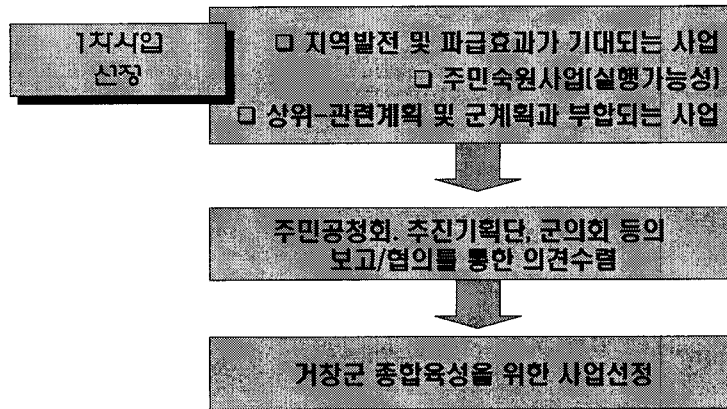 1차사업
선정
❑ 지역발전 및 파급효과가 기대되는 사업
❑ 주민숙원사업(실행가능성)
❑ 상위-관련계획 및 군계획과 부합되는 사업
주민공청회. 추진기획단, 군의회 등의
보고/협의를 통한 의견수렴
거창군 종합육성을 위한 사업선정